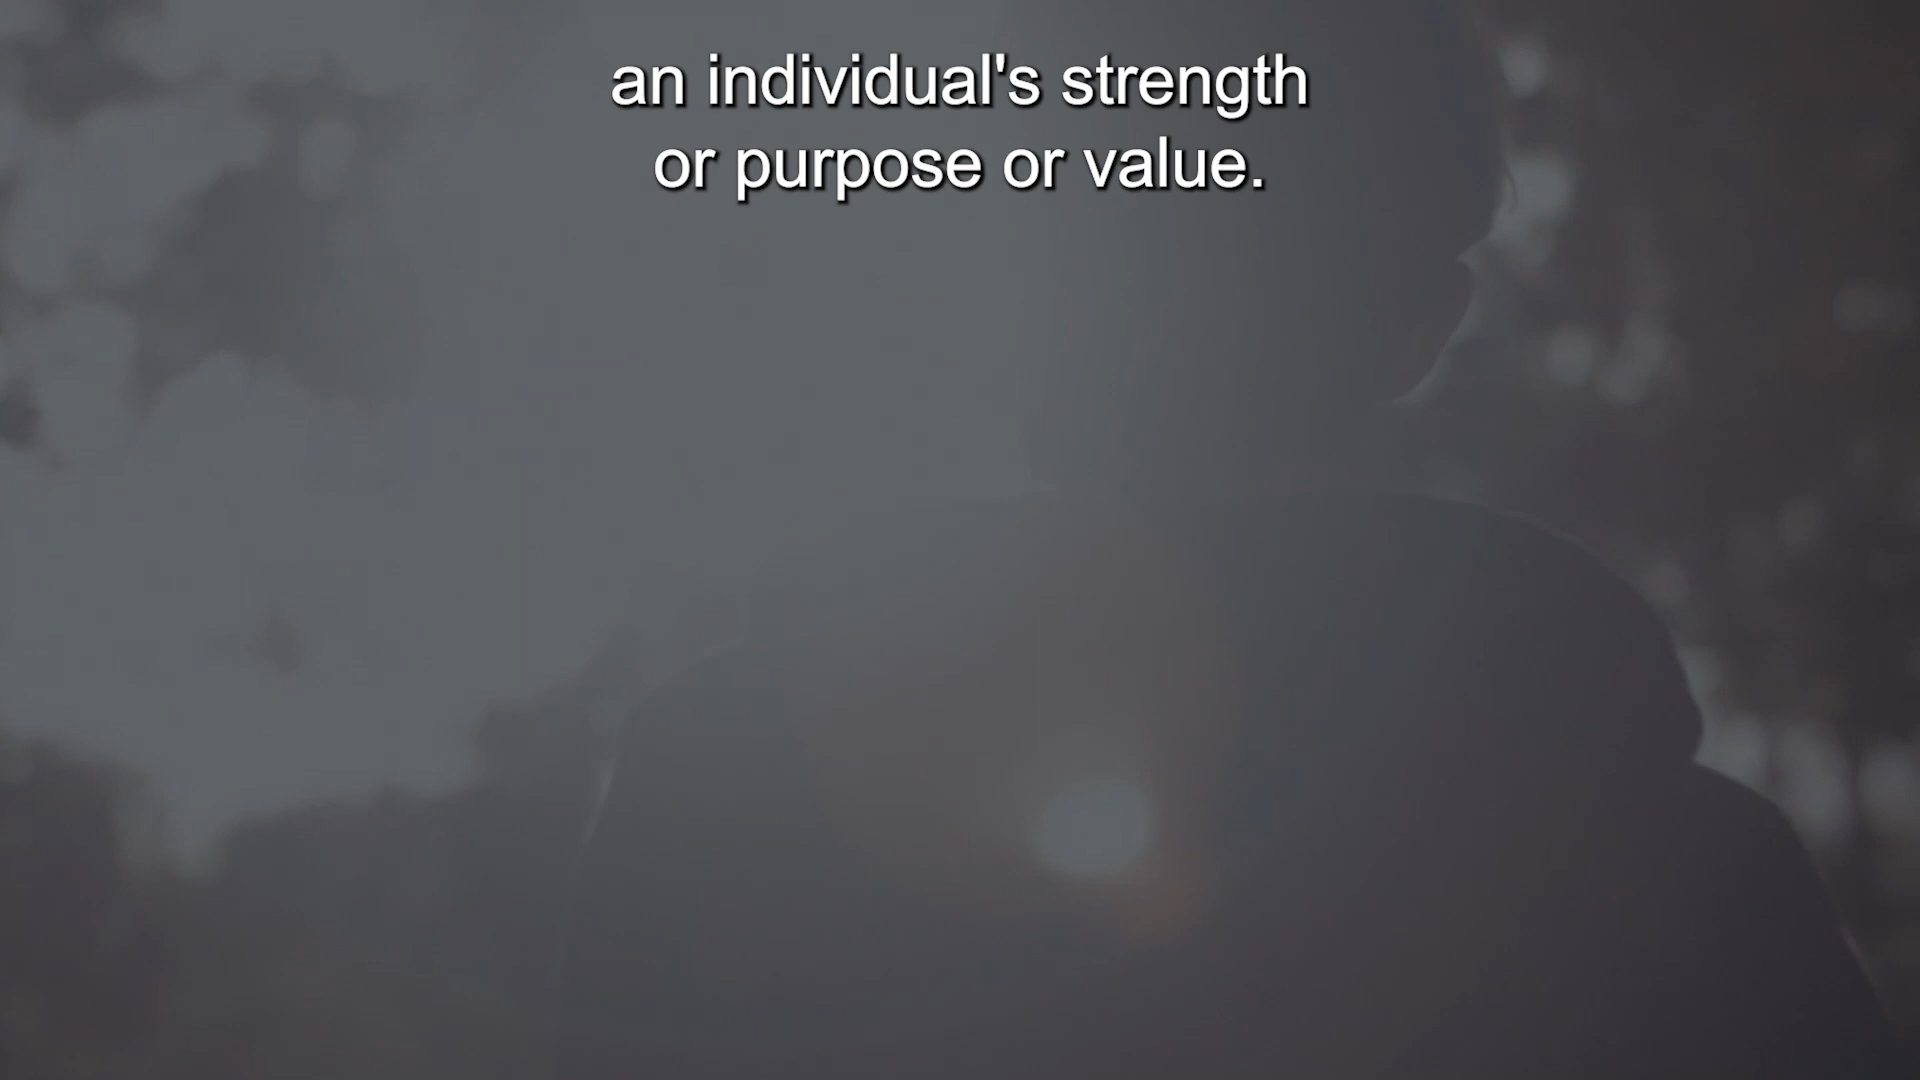 an individual's strength
or purpose or value.